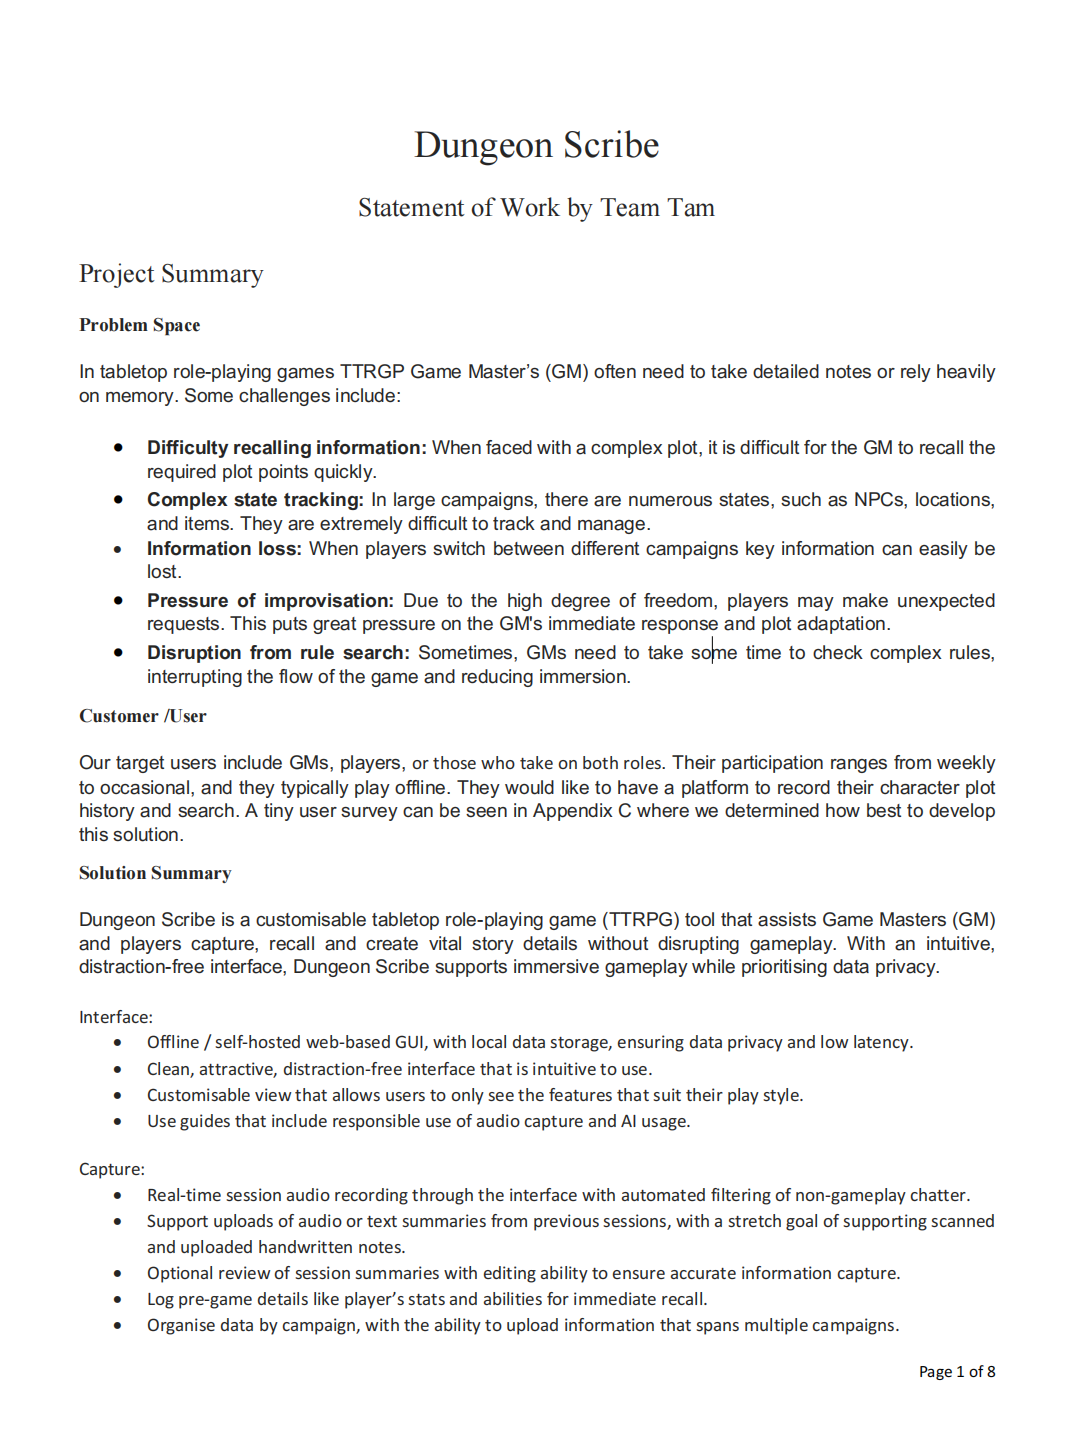 Dungeon Scribe
Statement of Work by Team Tam
Project Summary
Problem Space
In tabletop role-playing games TTRGP Game Master’s (GM) often need to take detailed notes or rely heavily
on memory. Some challenges include:
● Difficulty recalling information: When faced with a complex plot, it is difficult for the GM to recall the
required plot points quickly.
● Complex state tracking: In large campaigns, there are numerous states, such as NPCs, locations,
and items. They are extremely difficult to track and manage.
● Information loss: When players switch between different campaigns key information can easily be
lost.
● Pressure of improvisation: Due to the high degree of freedom, players may make unexpected
requests. This puts great pressure on the GM's immediate response and plot adaptation.
● Disruption from rule search: Sometimes, GMs need to take some time to check complex rules,
interrupting the flow of the game and reducing immersion.
Customer /User
Our target users include GMs, players, or those who take on both roles. Their participation ranges from weekly
to occasional, and they typically play offline. They would like to have a platform to record their character plot
history and search. A tiny user survey can be seen in Appendix C where we determined how best to develop
this solution.
Solution Summary
Dungeon Scribe is a customisable tabletop role-playing game (TTRPG) tool that assists Game Masters (GM)
and players capture, recall and create vital story details without disrupting gameplay. With an intuitive,
distraction-free interface, Dungeon Scribe supports immersive gameplay while prioritising data privacy.
Interface:
● Offline / self-hosted web-based GUI, with local data storage, ensuring data privacy and low latency.
● Clean, attractive, distraction-free interface that is intuitive to use.
● Customisable view that allows users to only see the features that suit their play style.
● Use guides that include responsible use of audio capture and AI usage.
Capture:
● Real-time session audio recording through the interface with automated filtering of non-gameplay chatter.
● Support uploads of audio or text summaries from previous sessions, with a stretch goal of supporting scanned
and uploaded handwritten notes.
● Optional review of session summaries with editing ability to ensure accurate information capture.
● Log pre-game details like player’s stats and abilities for immediate recall.
● Organise data by campaign, with the ability to upload information that spans multiple campaigns.
Page 1 of 8